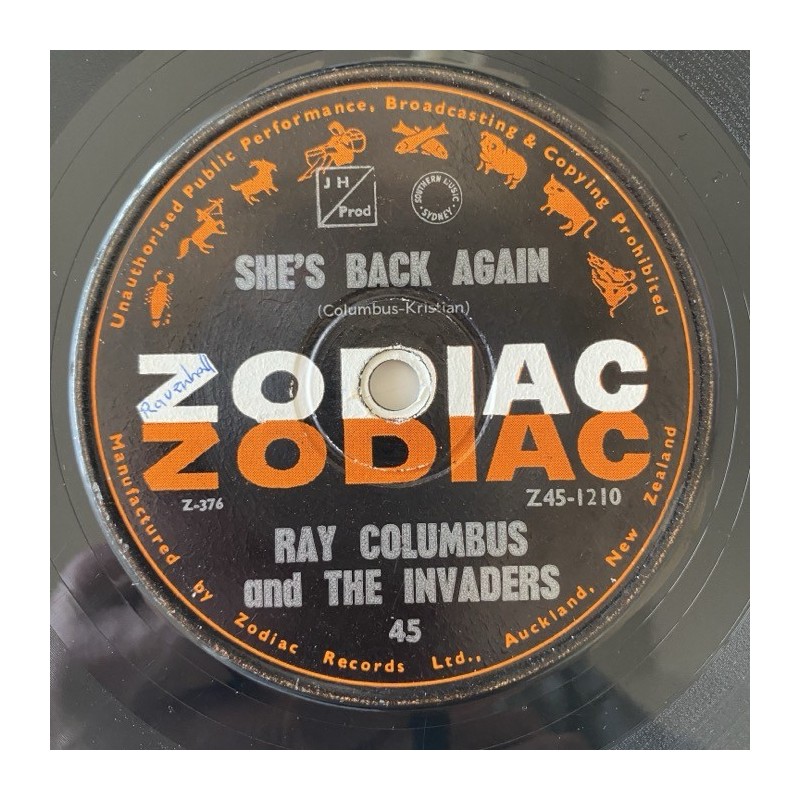 Unauthorised Public Performance, Broadcasting & Copying Prohibited
J H
Prod
SOUTHERN MUSIC
SYDNEY
SHE'S BACK AGAIN
(Columbus-Kristian)
ZODIAC
Ravenhall
ZODIAC
Z-376
Z45-1210
RAY COLUMBUS
and THE INVADERS
45
Manufactured by Zodiac Records Ltd., Auckland, New Zealand